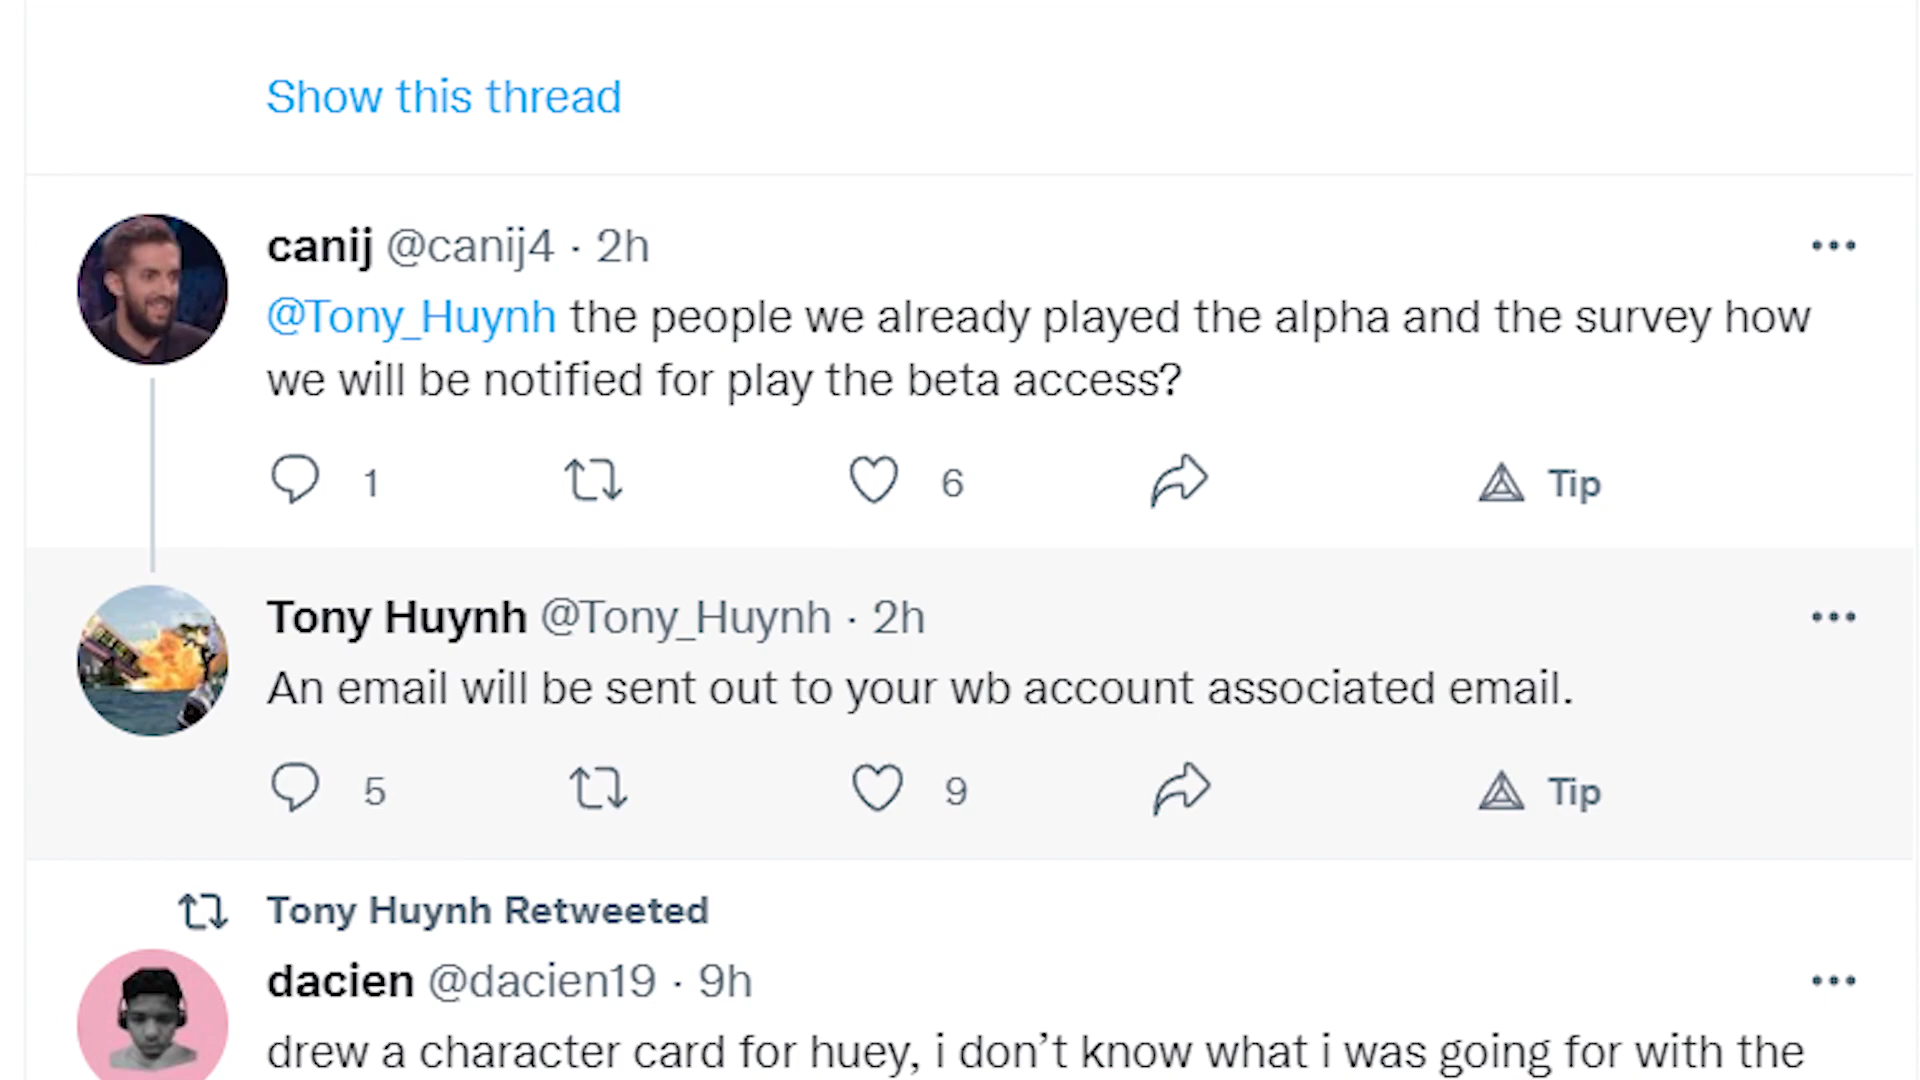 Show this thread
canij @canij4 · 2h
@Tony_Huynh the people we already played the alpha and the survey how
we will be notified for play the beta access?
1 6 Tip
Tony Huynh @Tony_Huynh · 2h
An email will be sent out to your wb account associated email.
5 9 Tip
Tony Huynh Retweeted
dacien @dacien19 · 9h
drew a character card for huey, i don’t know what i was going for with the